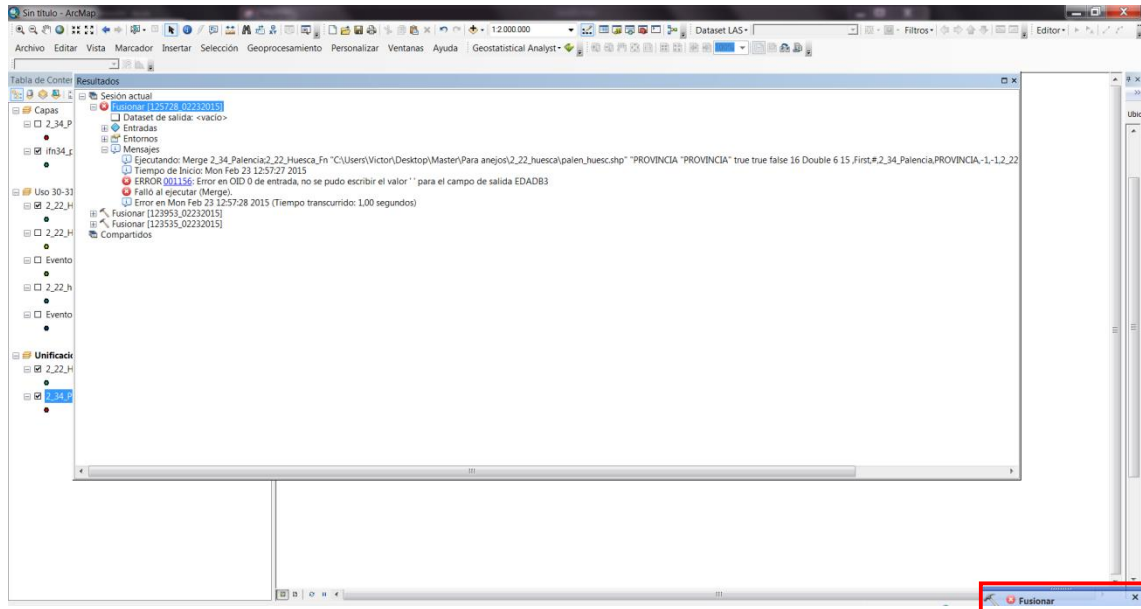 Sin título - ArcMap
1:2.000.000
Dataset LAS
Filtros
Editor
Archivo Editar Vista Marcador Insertar Selección Geoprocesamiento Personalizar Ventanas Ayuda Geostatistical Analyst
Tabla de Conter
Resultados
Sesión actual
Fusionar [125728_02232015]
Dataset de salida: <vacío>
Entradas
Entornos
Mensajes
Ejecutando: Merge 2_34_Palencia;2_22_Huesca_Fn "C:\Users\Victor\Desktop\Master\Para anejos\2_22_huesca\palen_huesc.shp" "PROVINCIA "PROVINCIA" true true false 16 Double 6 15 ,First,#,2_34_Palencia,PROVINCIA,-1,-1,2_22
Tiempo de Inicio: Mon Feb 23 12:57:27 2015
ERROR 001156: Error en OID 0 de entrada, no se pudo escribir el valor ' ' para el campo de salida EDADB3
Falló al ejecutar (Merge).
Error en Mon Feb 23 12:57:28 2015 (Tiempo transcurrido: 1,00 segundos)
Fusionar [123953_02232015]
Fusionar [123535_02232015]
Compartidos
Capas
2_34_P
ifn34_p
Uso 30-31
2_22_H
2_22_H
Evento
2_22_h
Evento
Unificació
2_22_H
2_34_P
Ubic
Fusionar